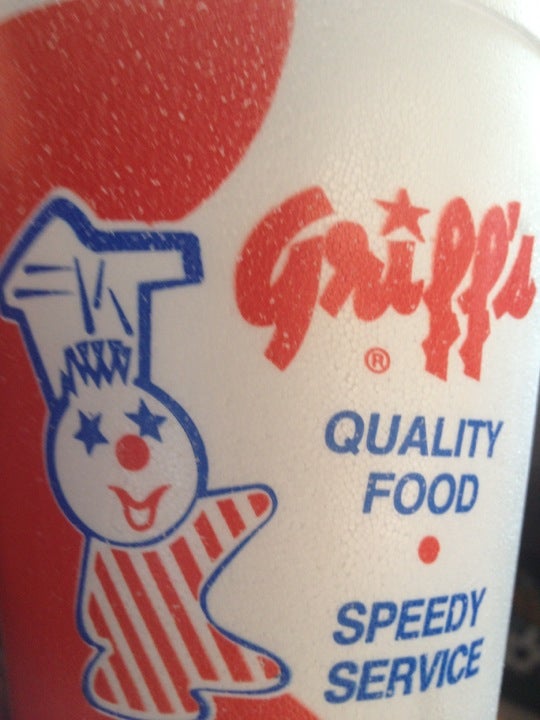 Griff's
®
QUALITY
FOOD
•
SPEEDY
SERVICE